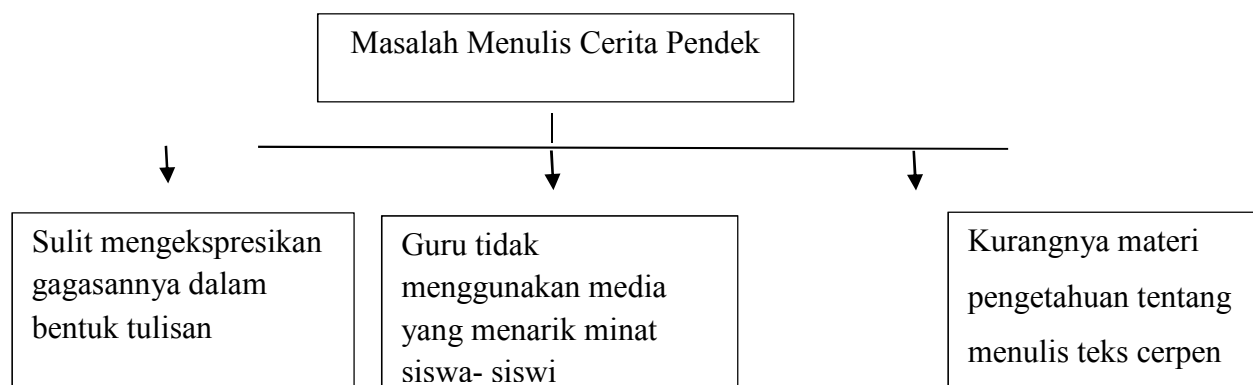 Masalah Menulis Cerita Pendek
Sulit mengekspresikan
gagasannya dalam
bentuk tulisan
Guru tidak
menggunakan media
yang menarik minat
siswa- siswi
Kurangnya materi
pengetahuan tentang
menulis teks cerpen